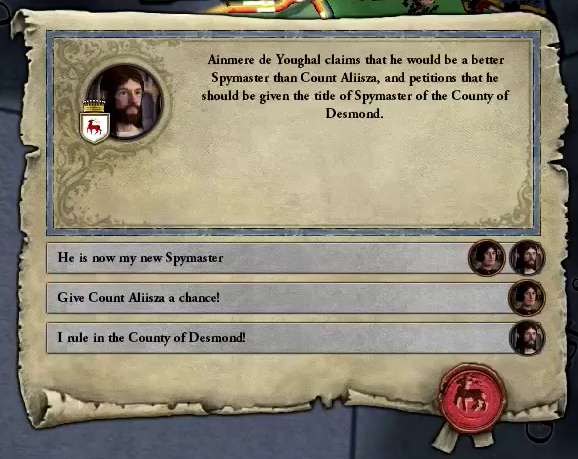 Ainmere de Youghal claims that he would be a better
Spymaster than Count Aliisza, and petitions that he
should be given the title of Spymaster of the County of
Desmond.
He is now my new Spymaster
Give Count Aliisza a chance!
I rule in the County of Desmond!